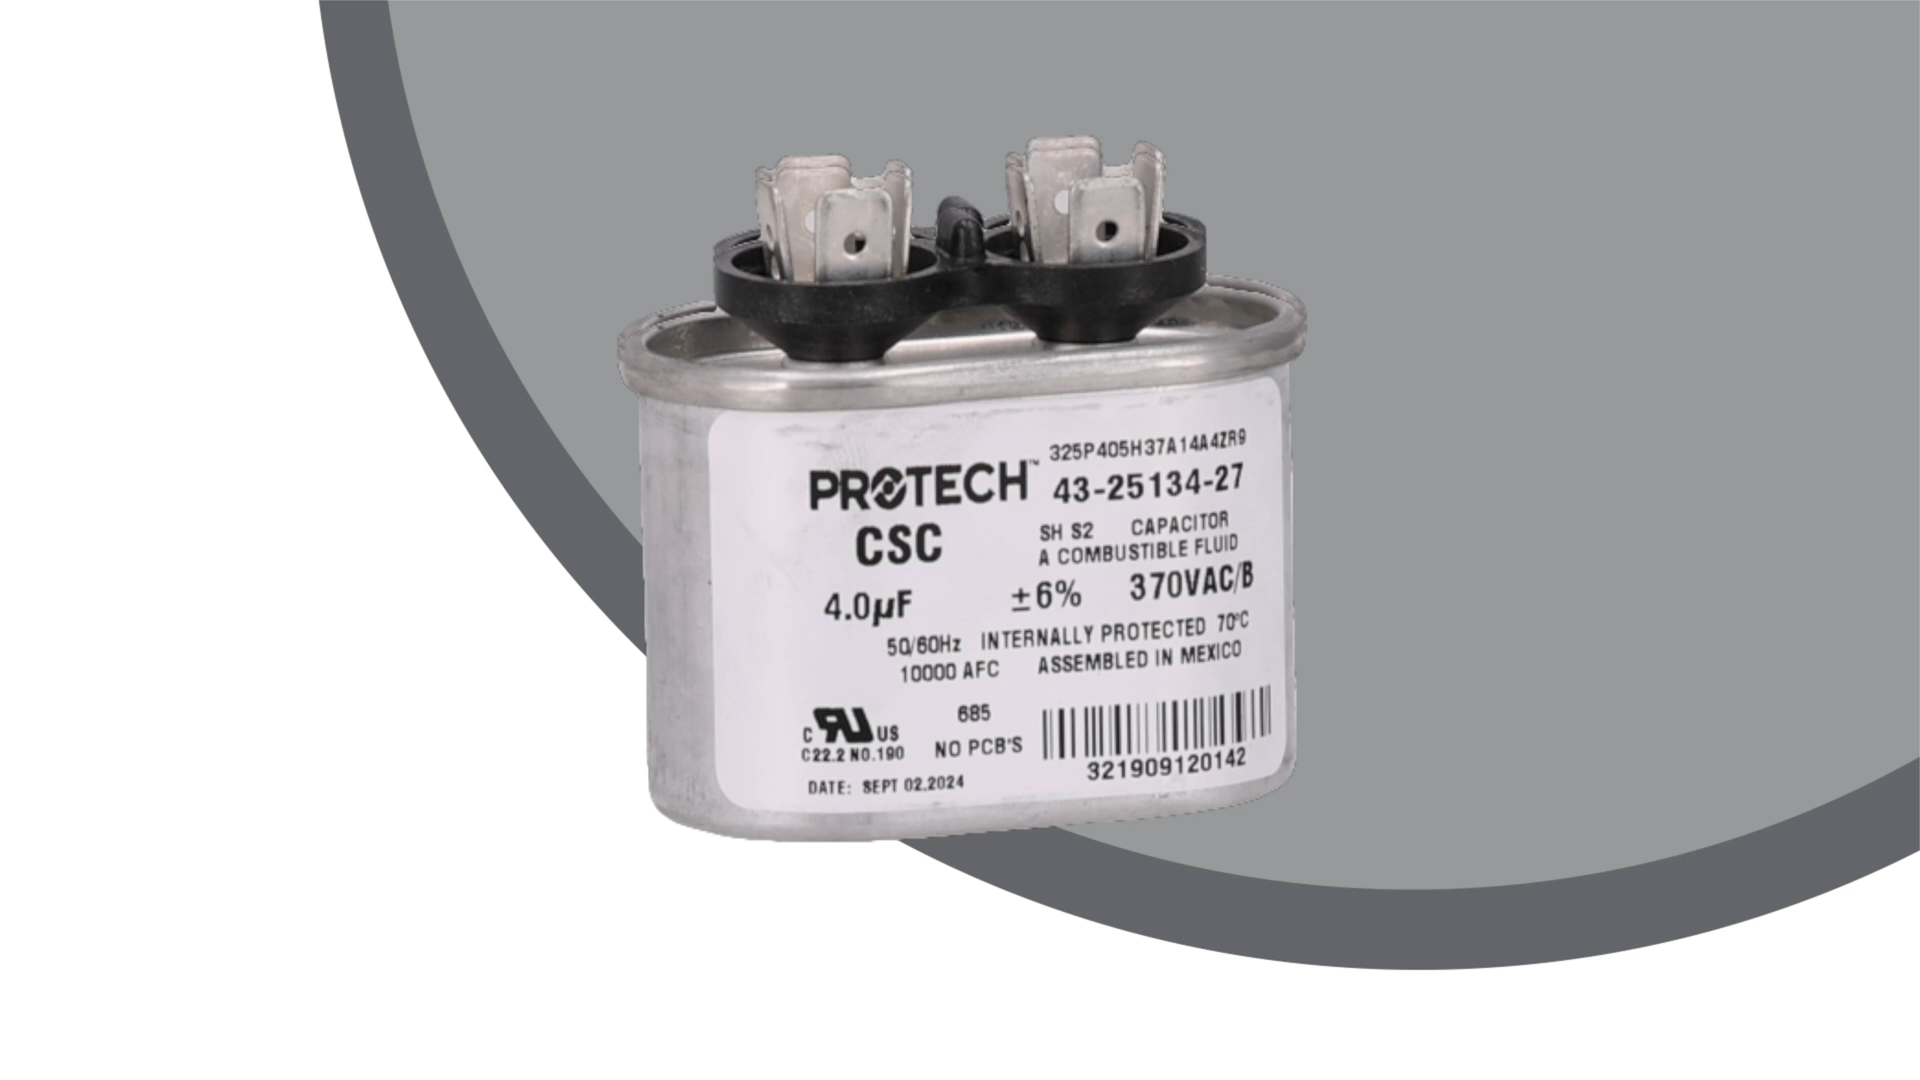 325P405H37A14A4ZR9
PROTECH™ 43-25134-27
CSC
SH S2 CAPACITOR
A COMBUSTIBLE FLUID
4.0µF ±6% 370VAC/B
50/60Hz INTERNALLY PROTECTED 70°C
10000 AFC ASSEMBLED IN MEXICO
C RU US 685
C22.2 NO.190 NO PCB'S
321909120142
DATE: SEPT 02.2024